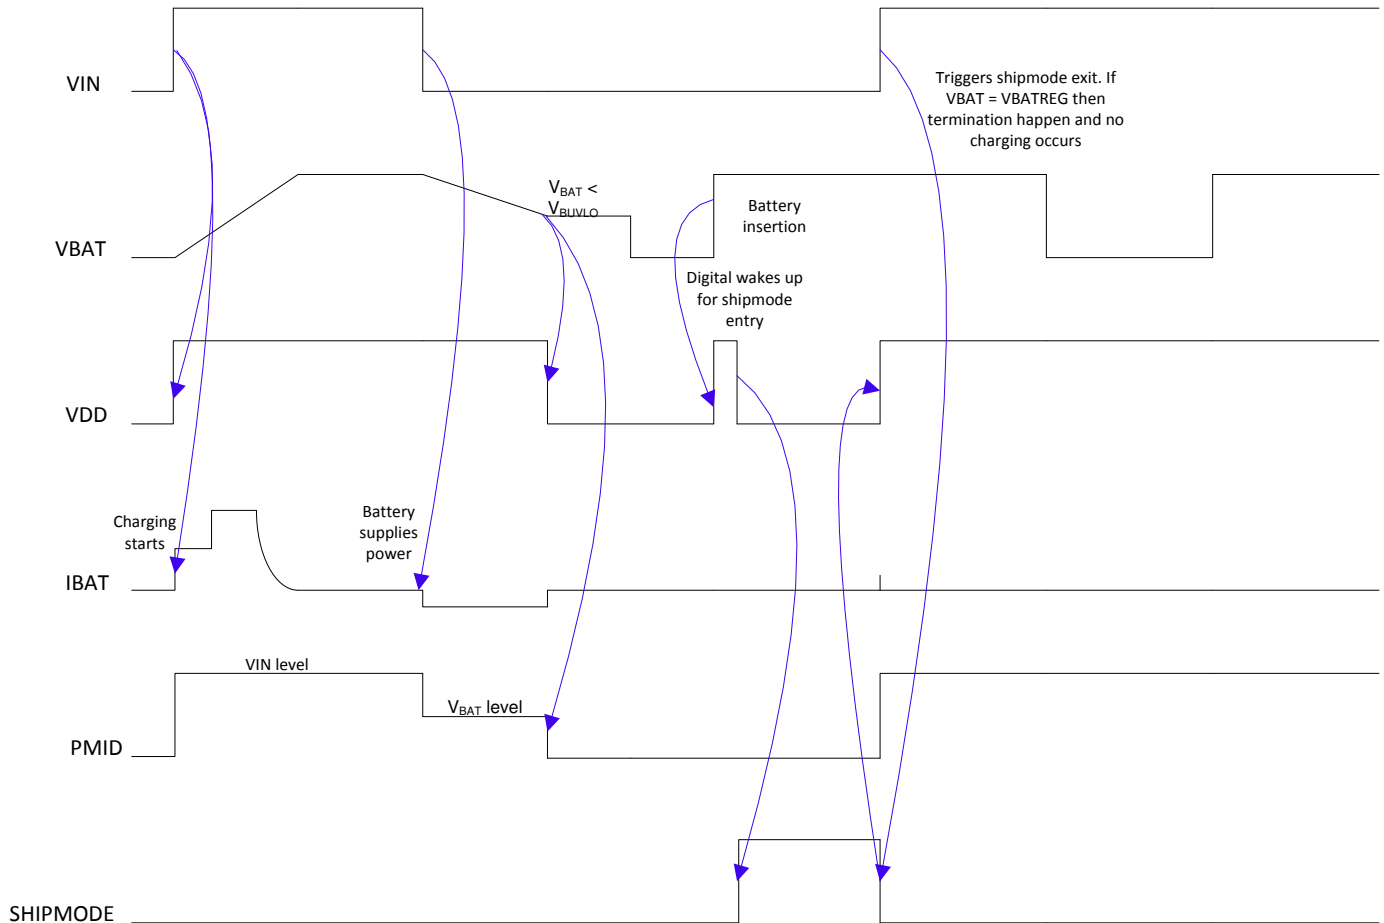 VIN
Triggers shipmode exit. If
VBAT = VBATREG then
termination happen and no
charging occurs
VBAT
VBAT <
VBUVLO
Battery
insertion
Digital wakes up
for shipmode
entry
VDD
Charging
starts
Battery
supplies
power
IBAT
VIN level
VBAT level
PMID
SHIPMODE